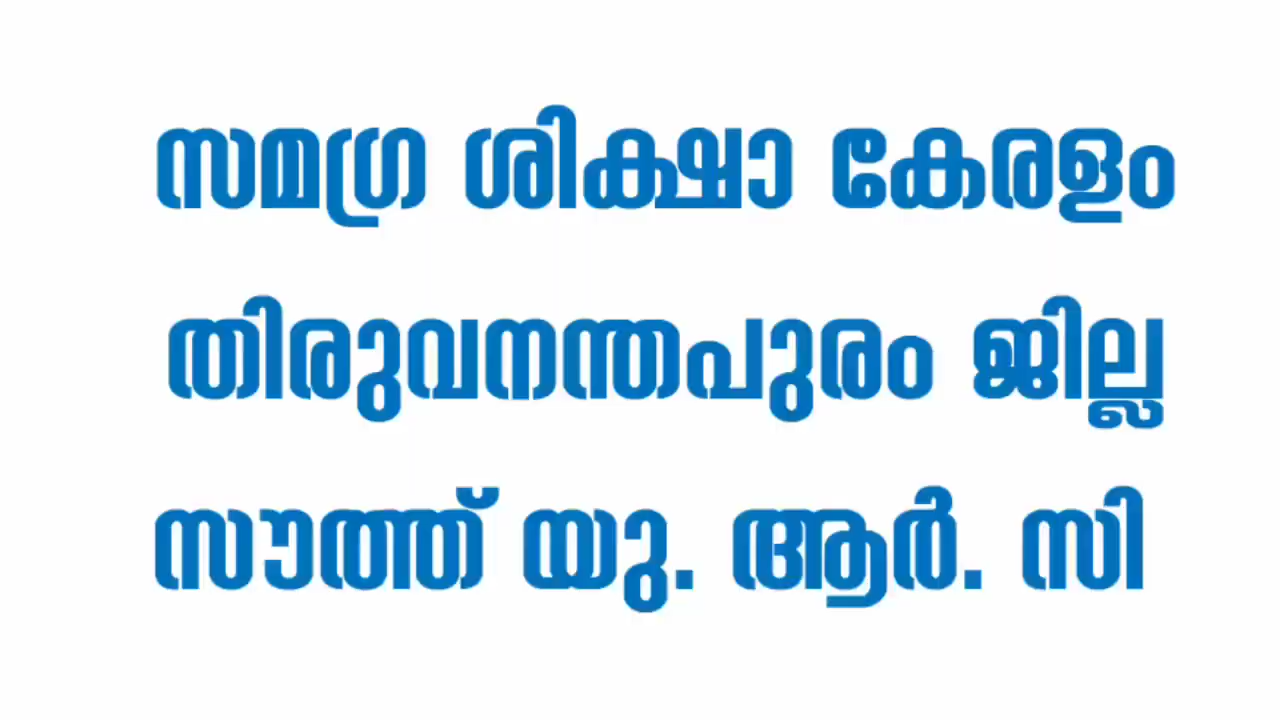 സമഗ്ര ശിക്ഷാ കേരളം
തിരുവനന്തപുരം ജില്ല
സൗത്ത് യു. ആർ. സി